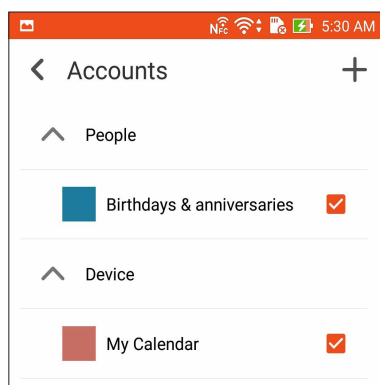 NFC 5:30 AM
Accounts
People
Birthdays & anniversaries
Device
My Calendar